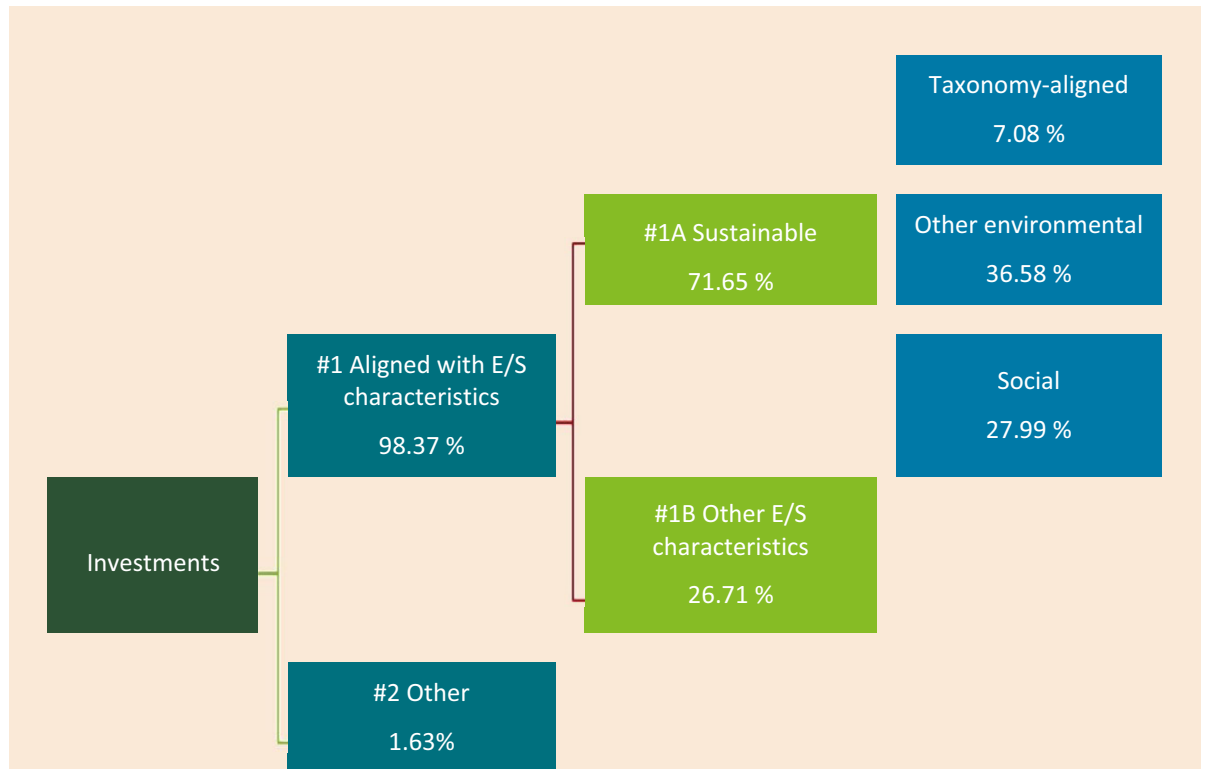 Taxonomy-aligned
7.08 %
#1A Sustainable
71.65 %
Other environmental
36.58 %
#1 Aligned with E/S
characteristics
98.37 %
Social
27.99 %
Investments
#1B Other E/S
characteristics
26.71 %
#2 Other
1.63%